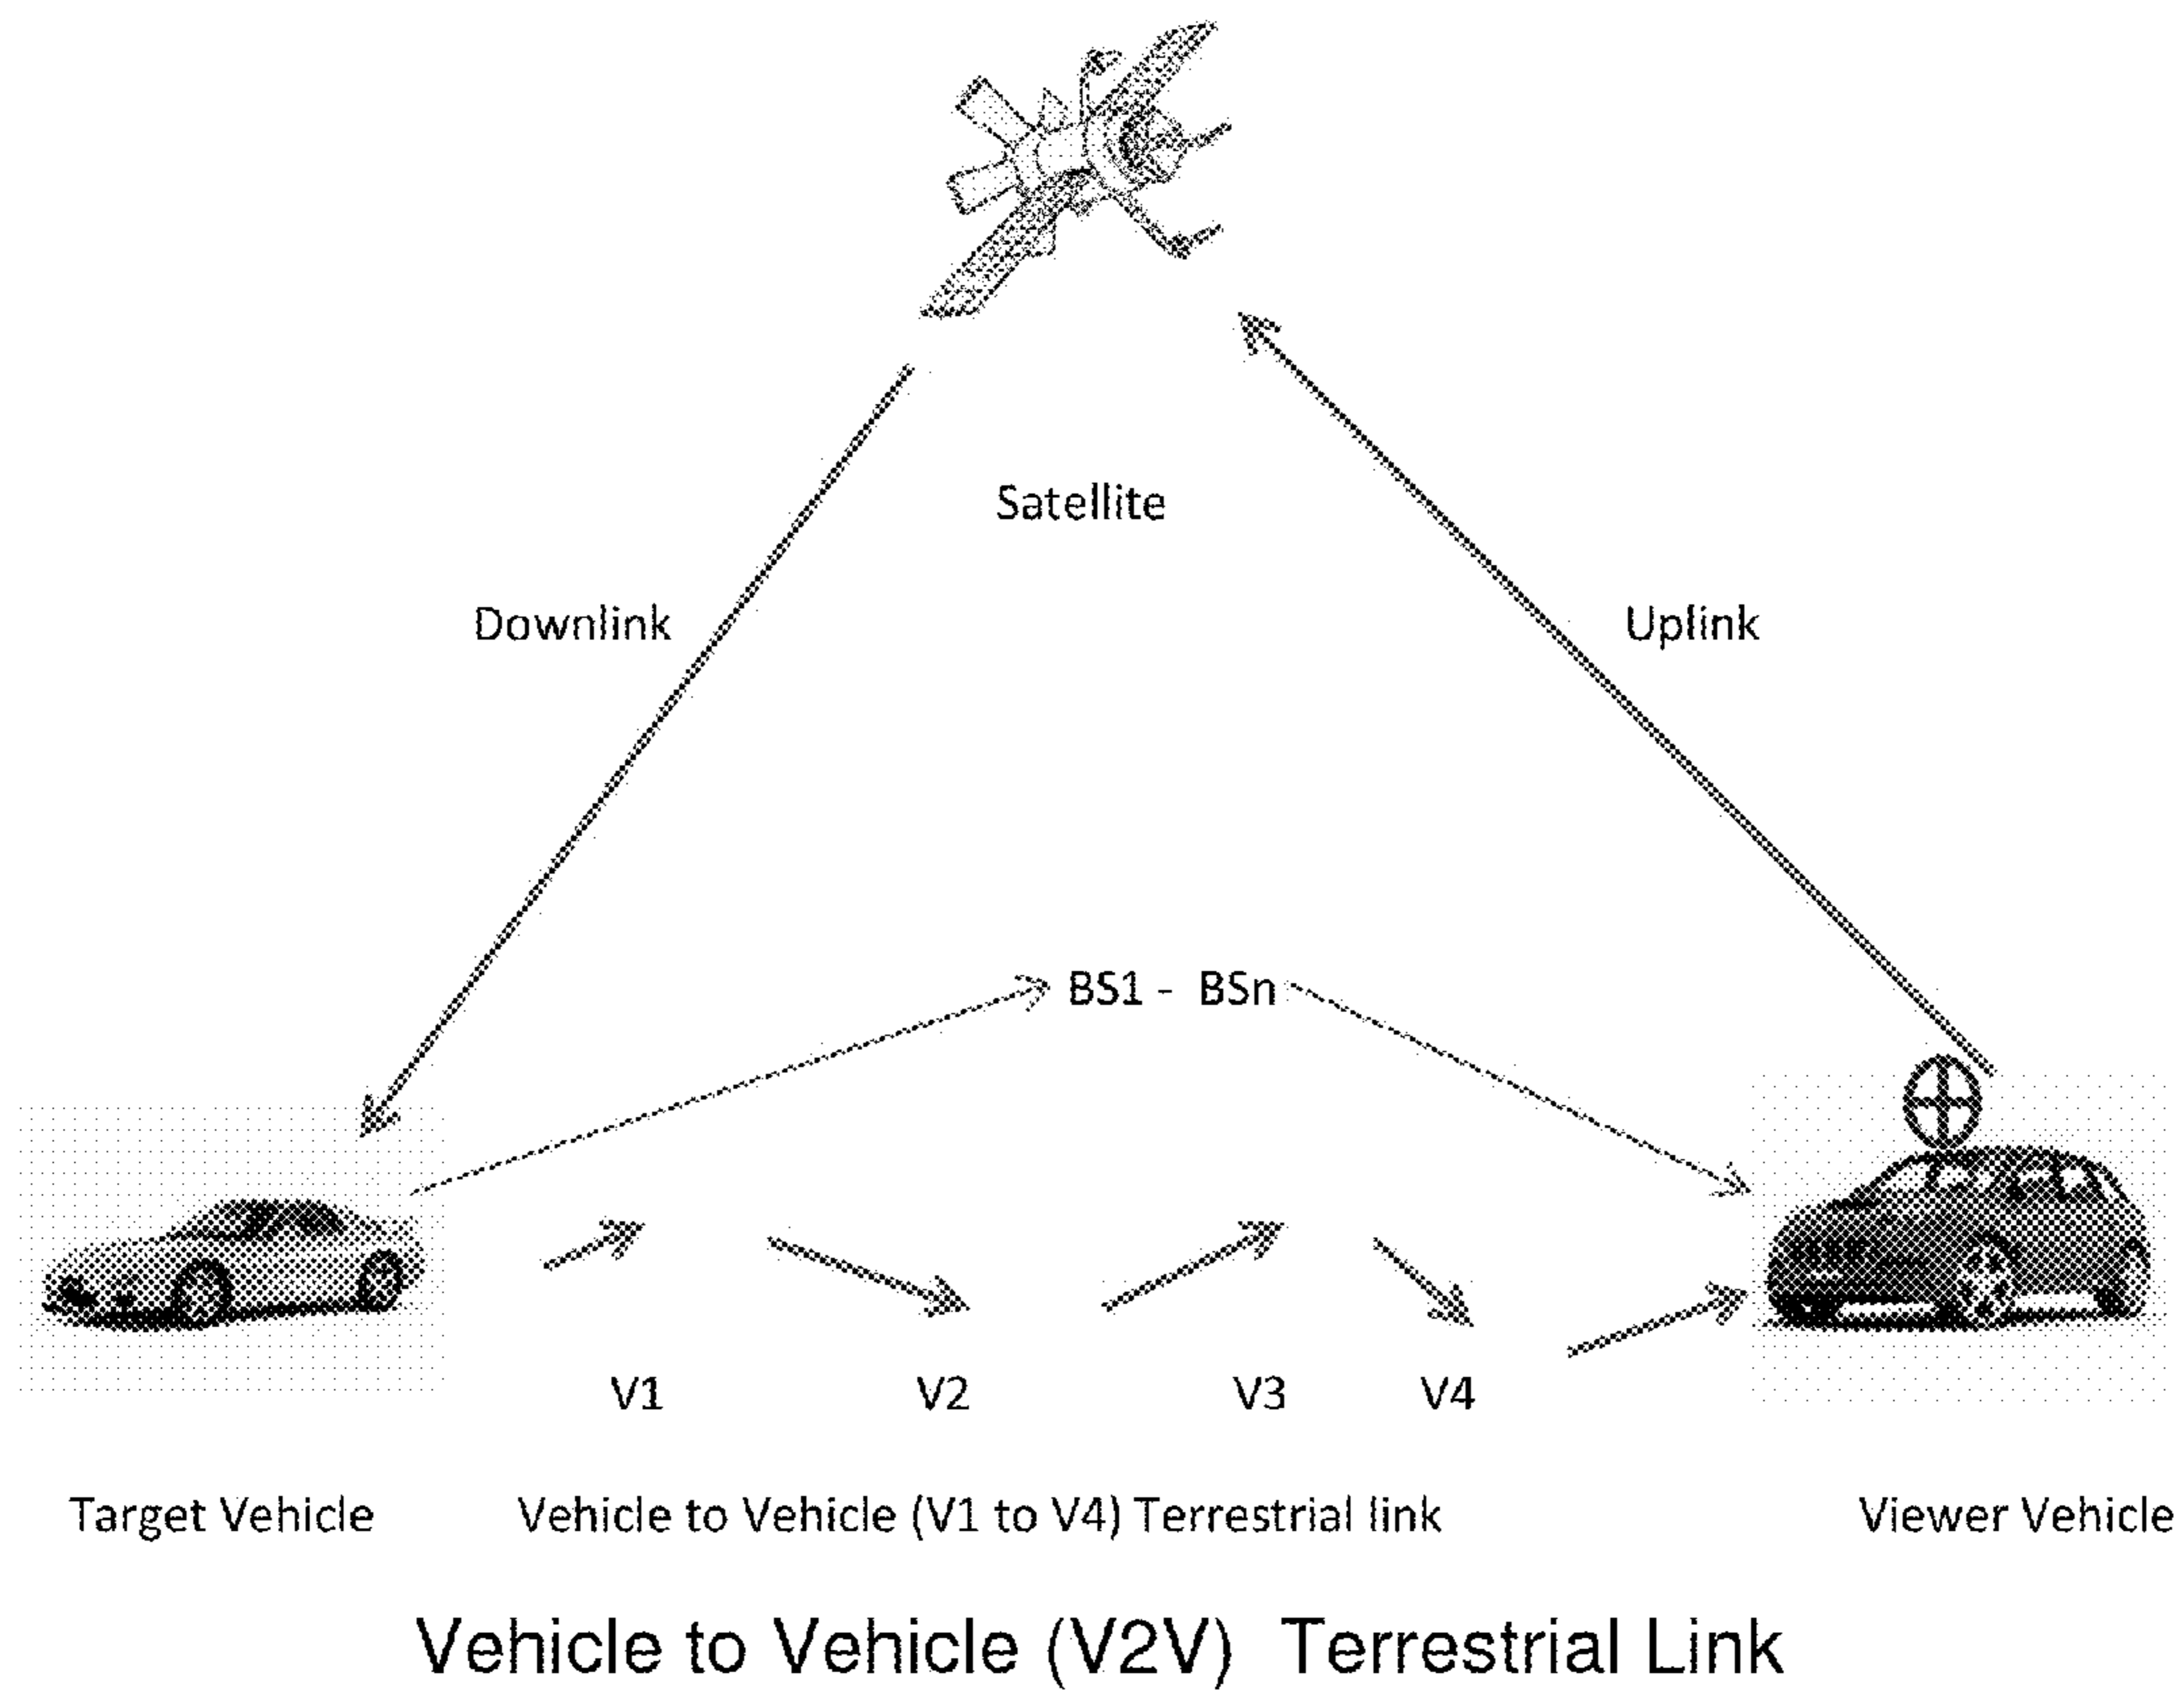 Satellite
Downlink
Uplink
BS1 - BSn
V1
V2
V3
V4
Target Vehicle
Vehicle to Vehicle (V1 to V4) Terrestrial link
Viewer Vehicle
Vehicle to Vehicle (V2V) Terrestrial Link